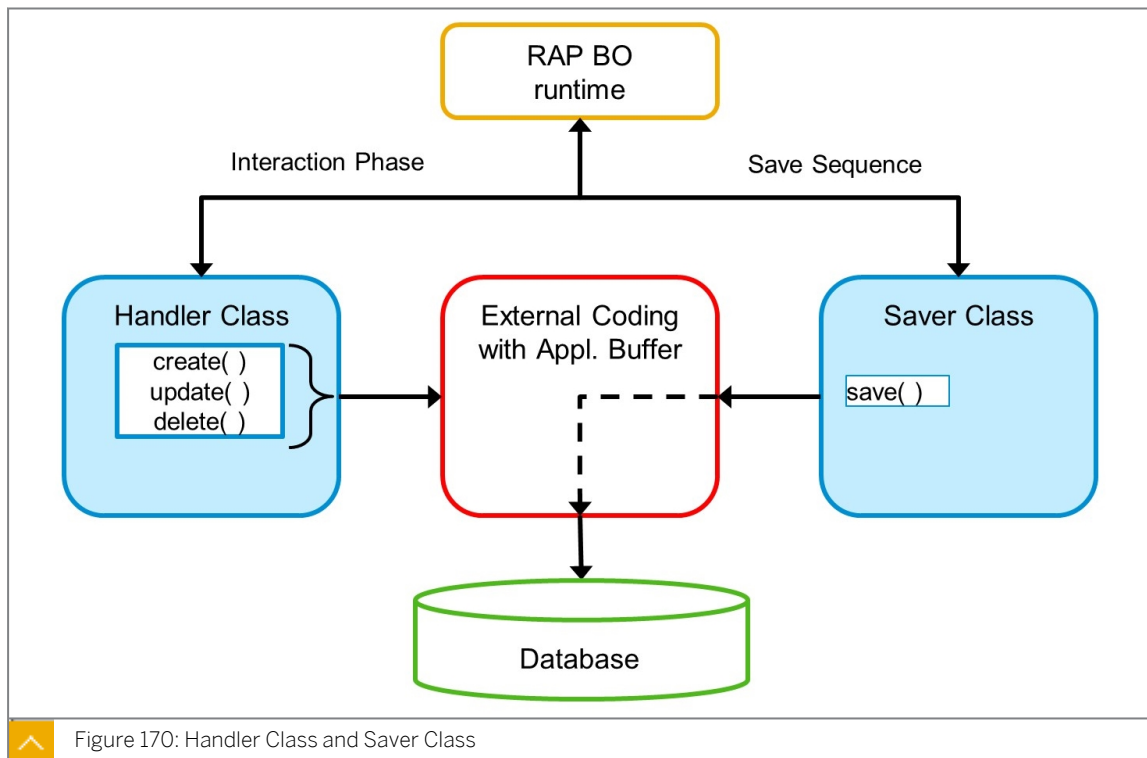 RAP BO
runtime
Interaction Phase
Save Sequence
Handler Class
create( )
update( )
delete( )
External Coding
with Appl. Buffer
Saver Class
save( )
Database
Figure 170: Handler Class and Saver Class